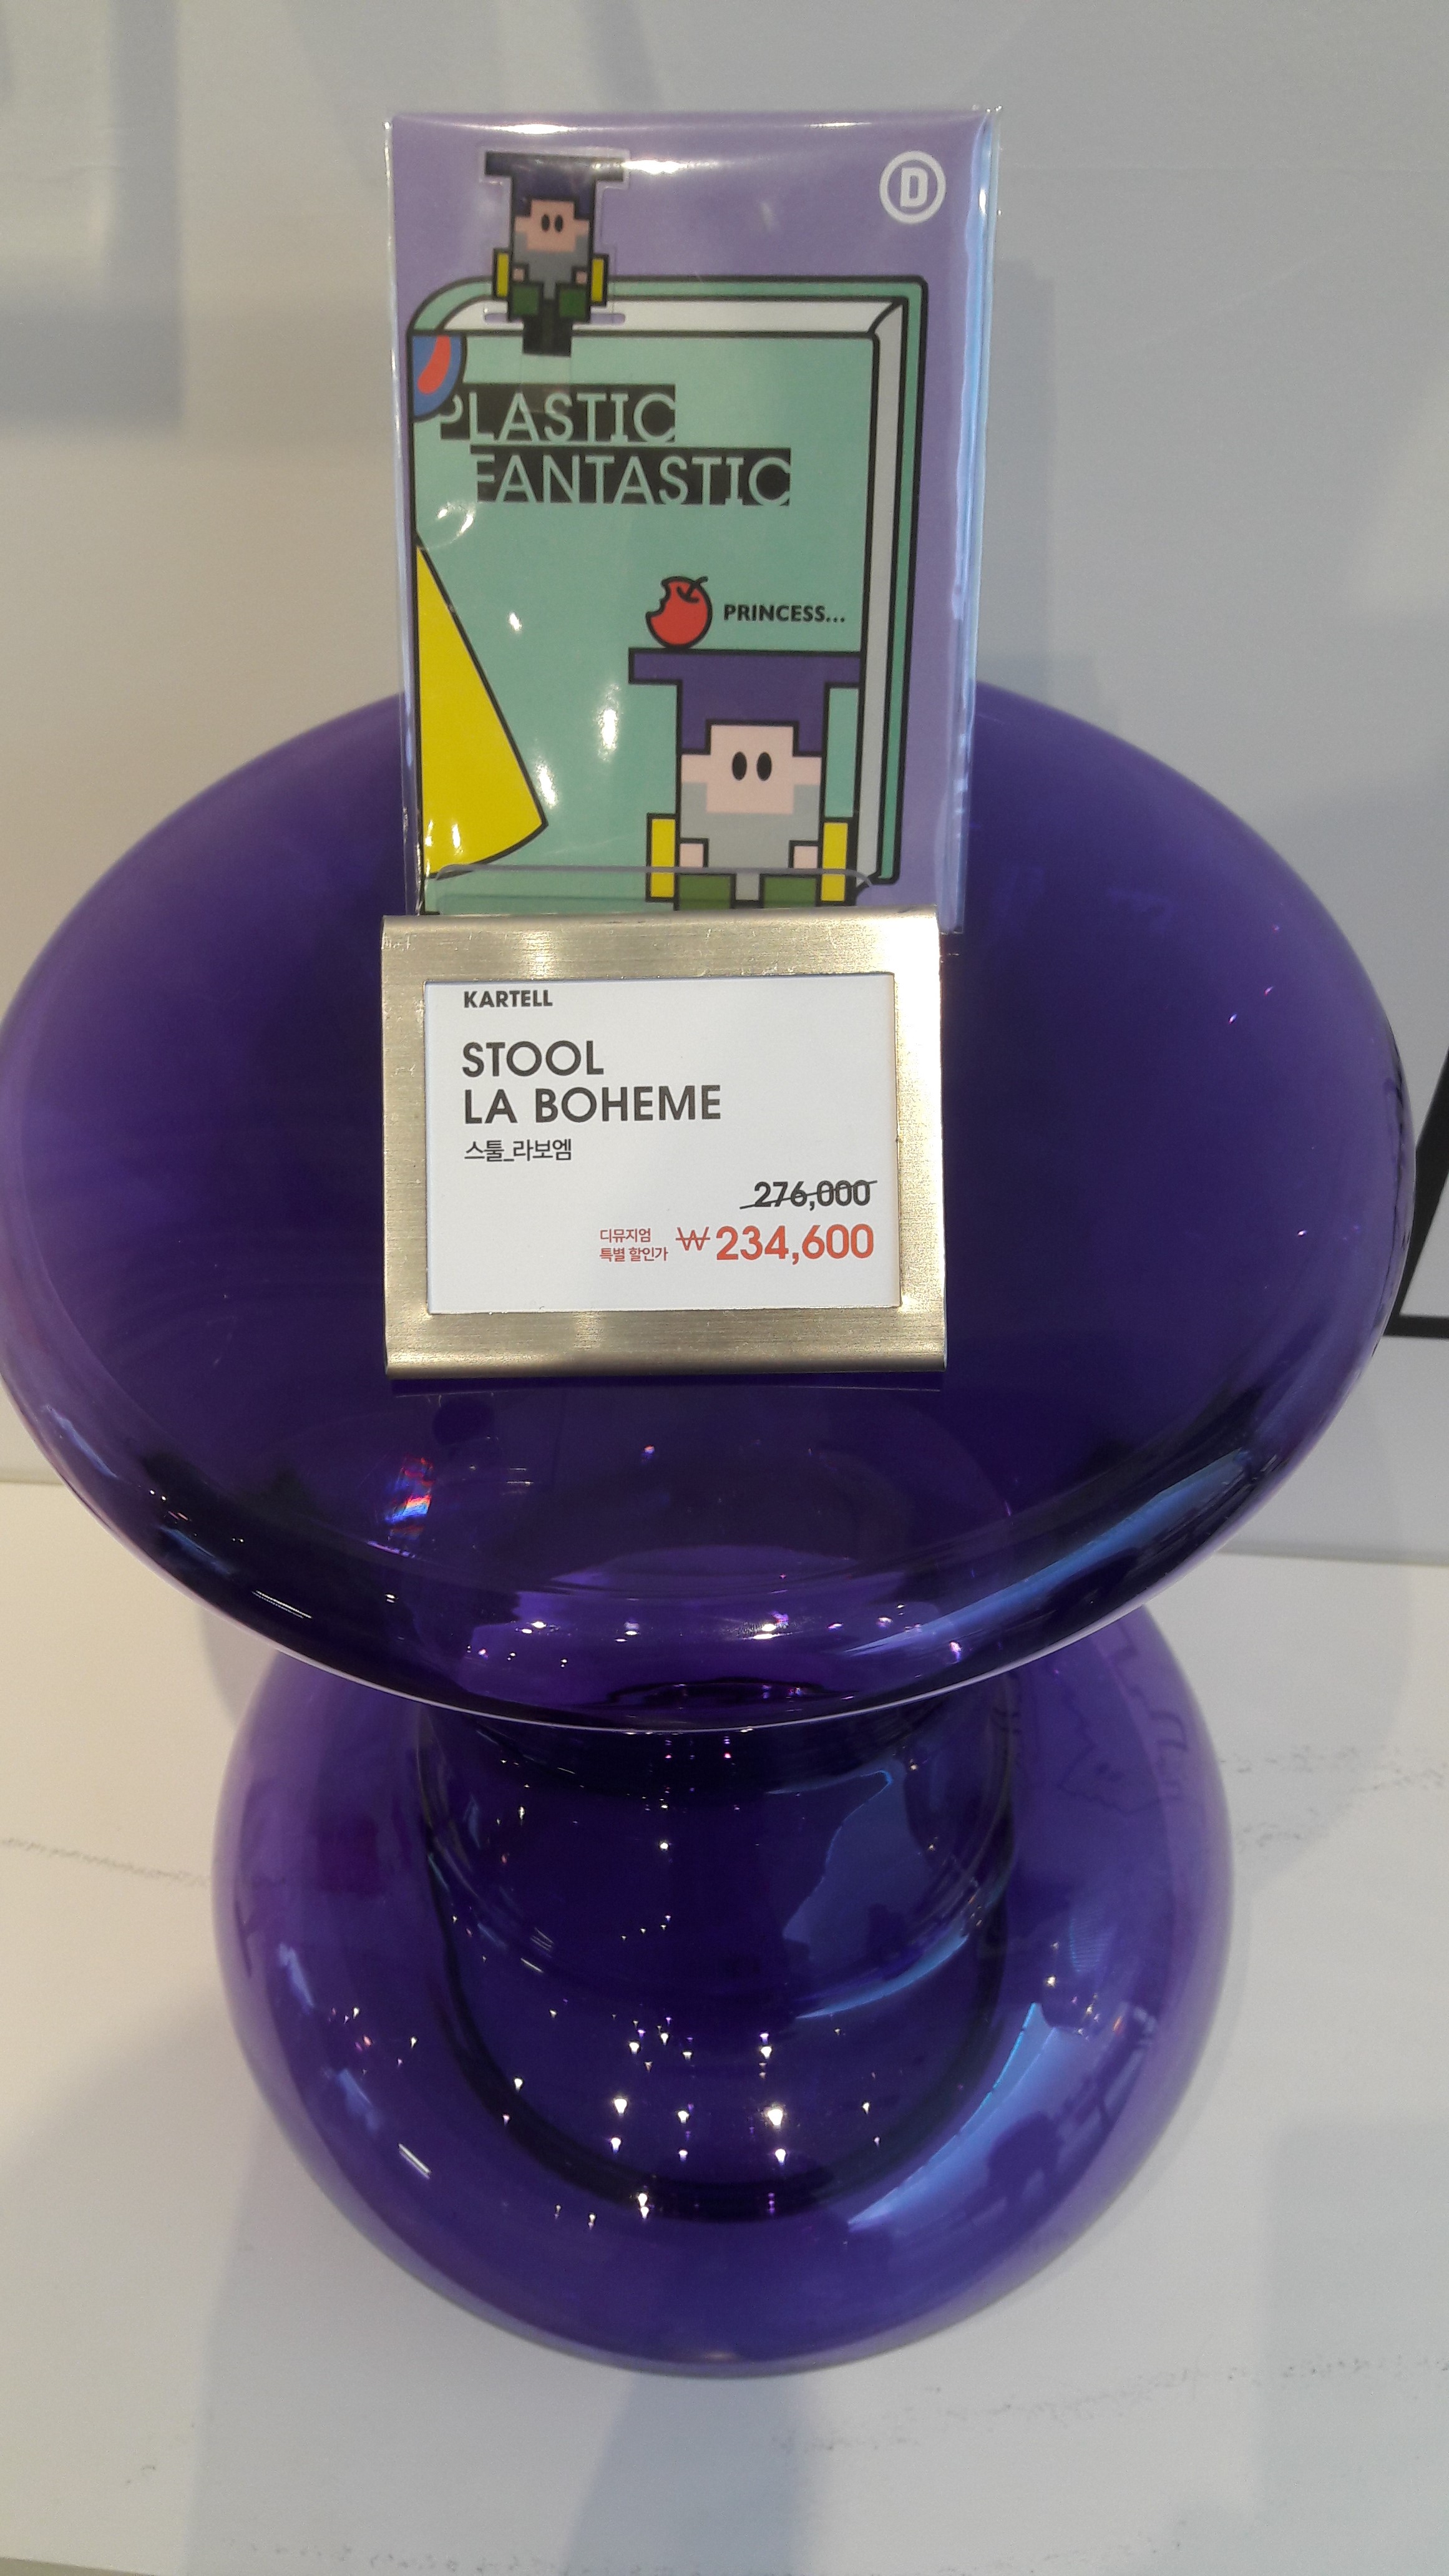 D
PLASTIC
FANTASTIC
PRINCESS...
KARTELL
STOOL
LA BOHEME
스툴_라보엠
276,000
디뮤지엄
특별 할인가
₩234,600